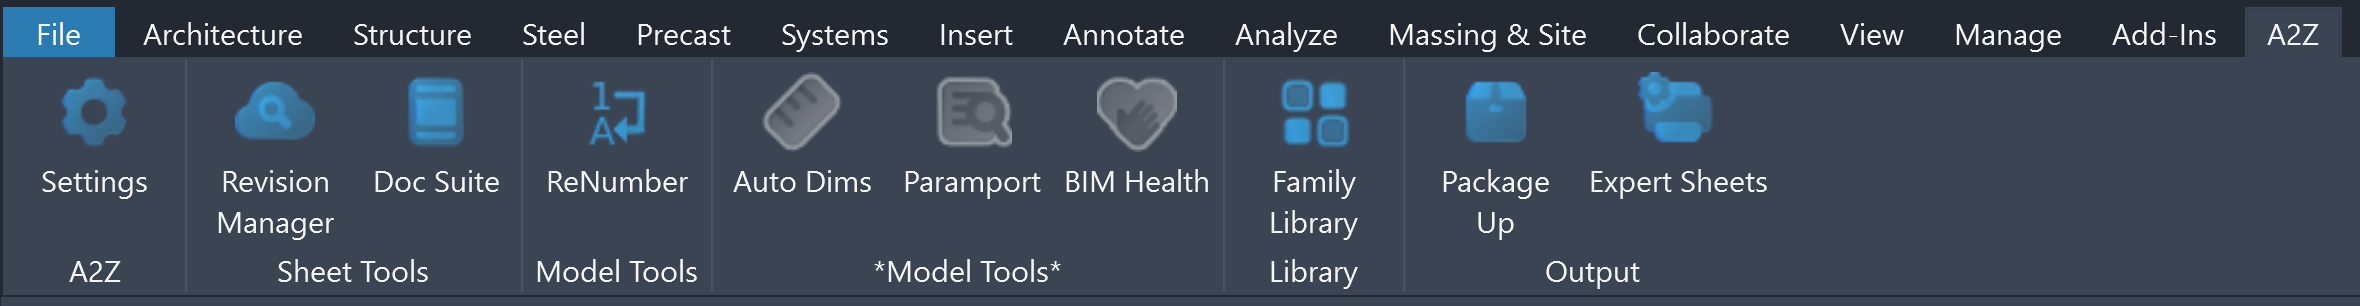 File Architecture Structure Steel Precast Systems Insert Annotate Analyze Massing & Site Collaborate View Manage Add-Ins A2Z
1
A
Settings Revision Manager Doc Suite ReNumber Auto Dims Paramport BIM Health Family Library Package Up Expert Sheets
A2Z Sheet Tools Model Tools *Model Tools* Library Output